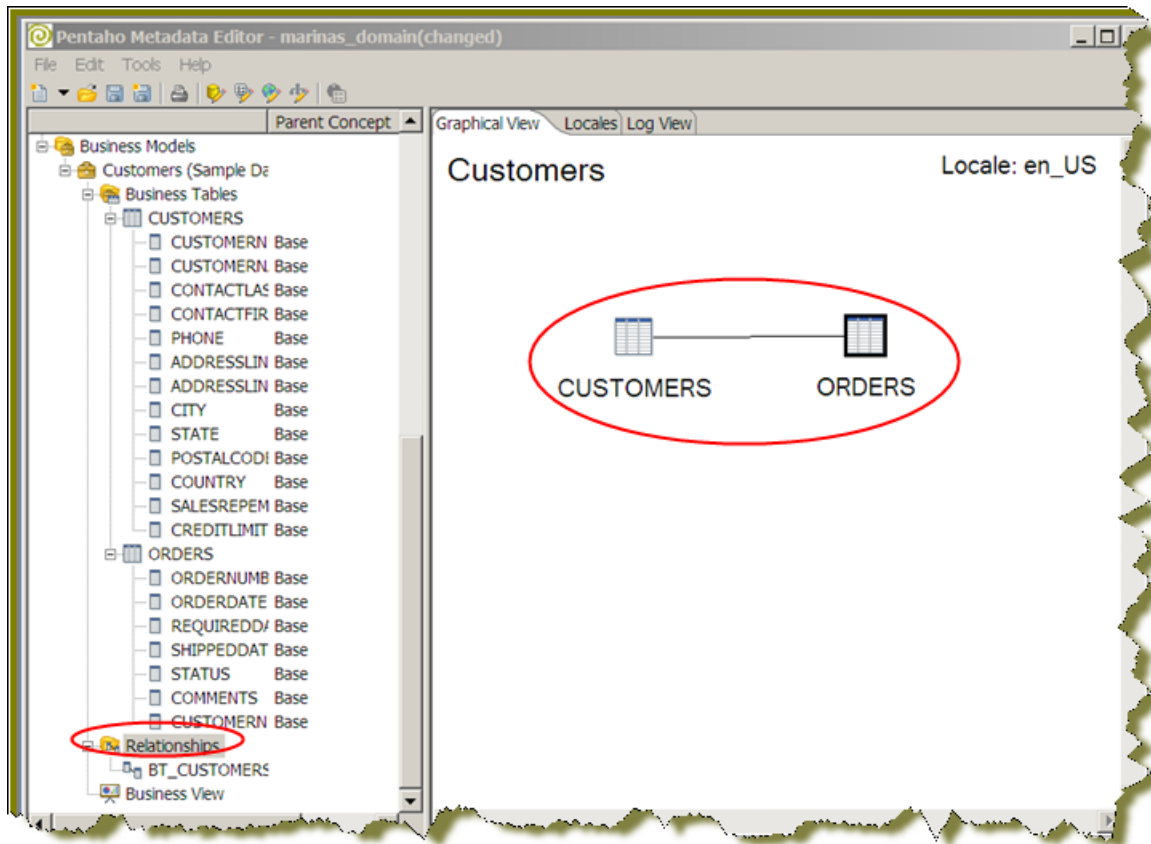 Pentaho Metadata Editor - marinas_domain(changed)
File Edit Tools Help
Parent Concept
Business Models
Customers (Sample Da
Business Tables
CUSTOMERS
CUSTOMERN Base
CUSTOMERN Base
CONTACTLAS Base
CONTACTFIR Base
PHONE Base
ADDRESSLIN Base
ADDRESSLIN Base
CITY Base
STATE Base
POSTALCODE Base
COUNTRY Base
SALESREPEM Base
CREDITLIMIT Base
ORDERS
ORDERNUMB Base
ORDERDATE Base
REQUIREDDA Base
SHIPPEDDAT Base
STATUS Base
COMMENTS Base
CUSTOMERN Base
Relationships
BT_CUSTOMERS
Business View
Graphical View Locales Log View
Customers
Locale: en_US
CUSTOMERS
ORDERS